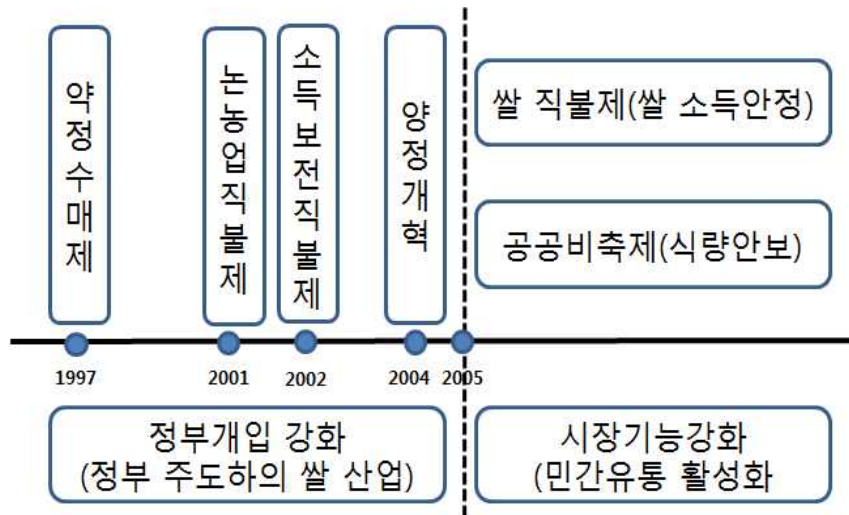 약정수매제
논농업직불제
소득보전직불제
양정개혁
쌀 직불제(쌀 소득안정)
공공비축제(식량안보)
1997
2001
2002
2004
2005
정부개입 강화
(정부 주도하의 쌀 산업)
시장기능강화
(민간유통 활성화